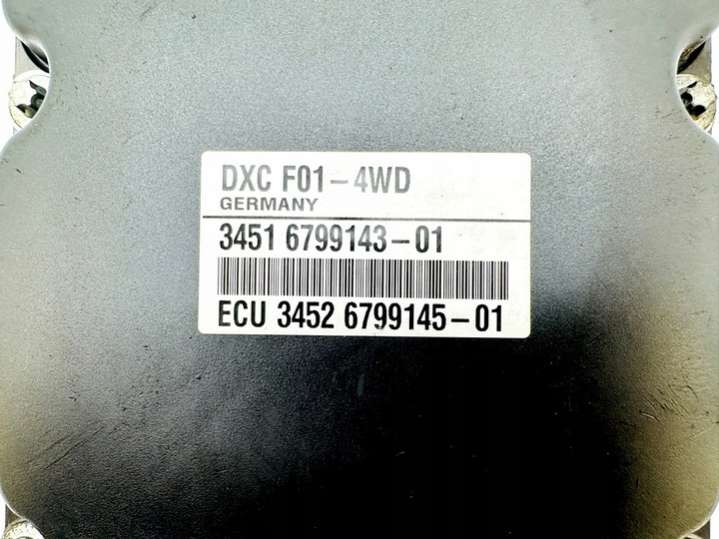 DXC F01-4WD
GERMANY
3451 6799143-01
ECU 3452 6799145-01